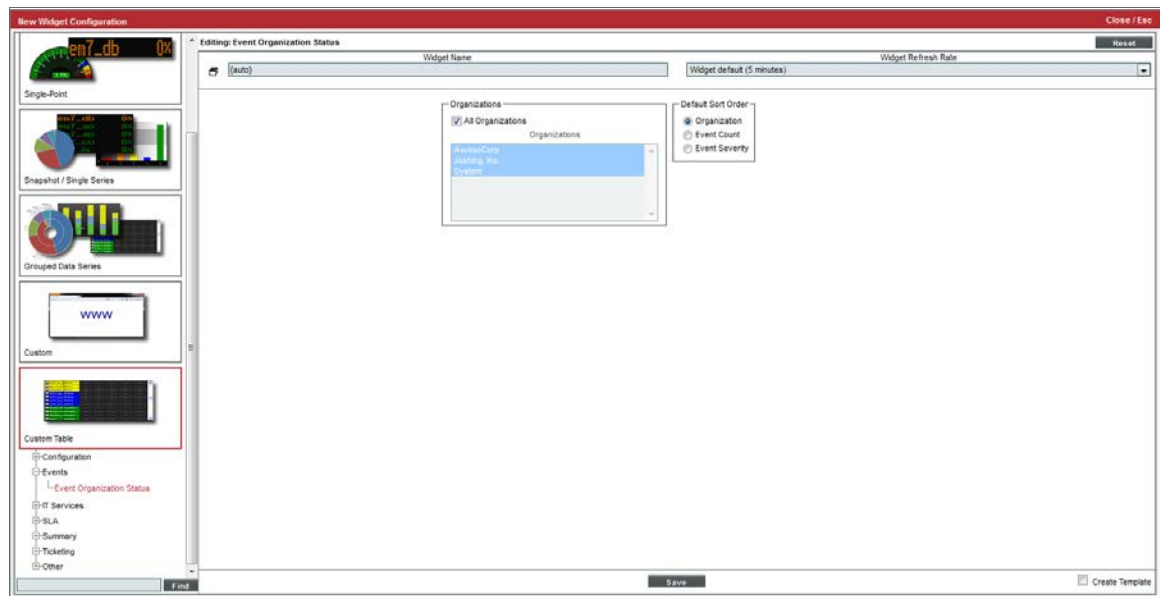 New Widget Configuration
Close / Esc
em7_db 0%
Single-Point
Snapshot / Single Series
Grouped Data Series
www
Custom
Custom Table
Configuration
Events
Event Organization Status
IT Services
SLA
Summary
Ticketing
Other
Find
Editing: Event Organization Status
Reset
Widget Name
Widget Refresh Rate
{auto}
Widget default (5 minutes)
Organizations
All Organizations
Organizations
System
Default Sort Order
Organization
Event Count
Event Severity
Save
Create Template